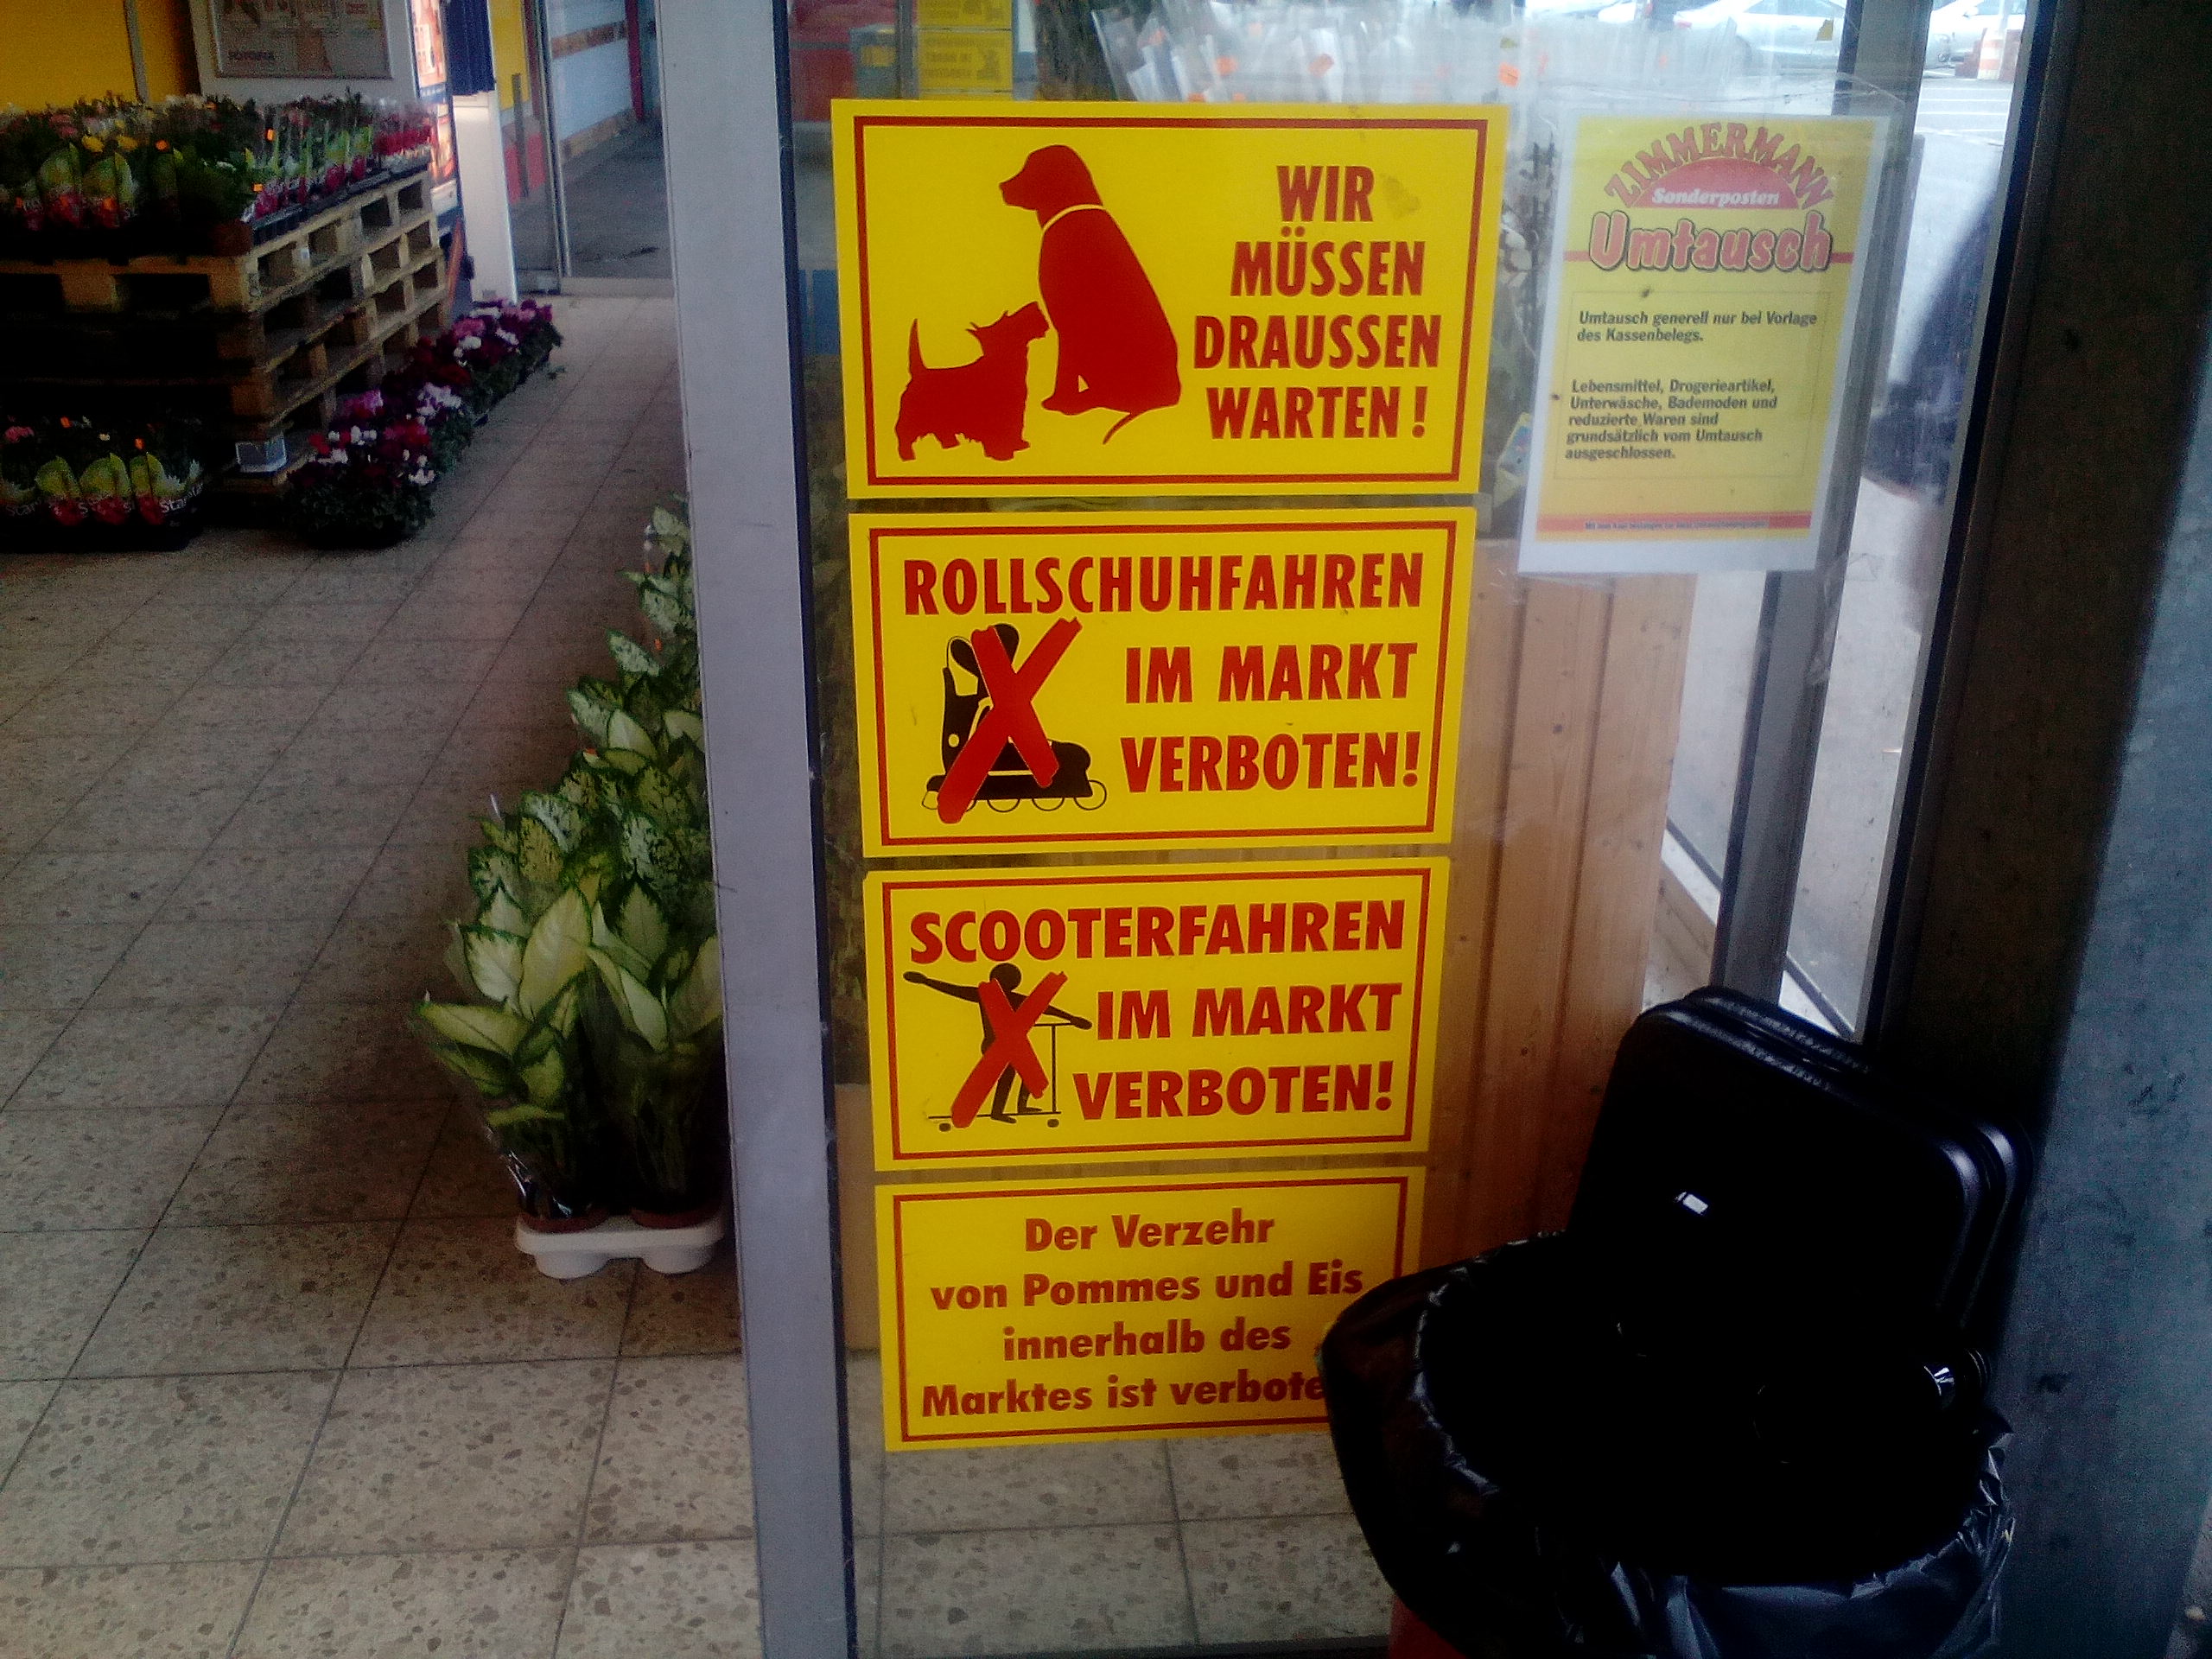 WIR
MÜSSEN
DRAUSSEN
WARTEN!
ROLLSCHUHFAHREN
IM MARKT
VERBOTEN!
SCOOTERFAHREN
IM MARKT
VERBOTEN!
Der Verzehr
von Pommes und Eis
innerhalb des
Marktes ist verbote
ZIMMERMANN
Sonderposten
Umtausch
Umtausch generell nur bei Vorlage
des Kassenbelegs.
Lebensmittel, Drogerieartikel,
Unterwäsche, Bademoden und
reduzierte Waren sind
grundsätzlich vom Umtausch
ausgeschlossen.